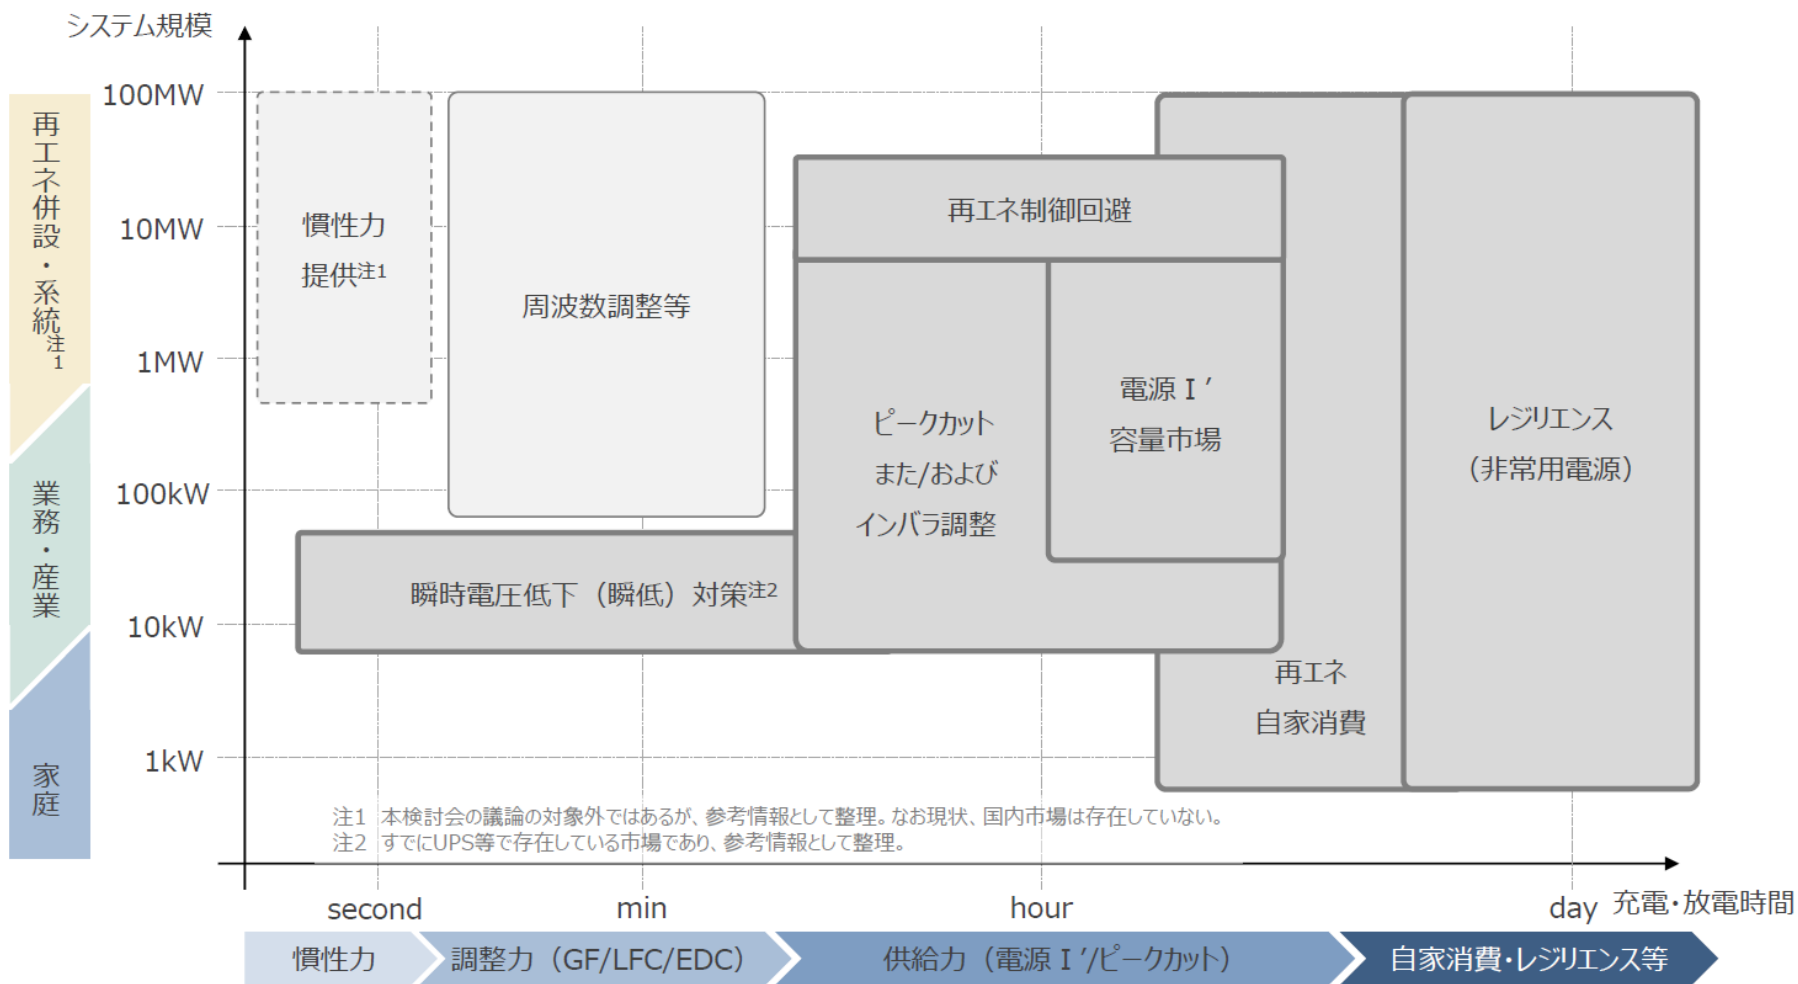 システム規模
100MW
10MW
1MW
100kW
10kW
1kW
再エネ併設・系統注1
業務・産業
家庭
慣性力
提供注1
周波数調整等
再エネ制御回避
ピークカット
また/および
インバラ調整
電源Ⅰ′
容量市場
レジリエンス
(非常用電源)
瞬時電圧低下（瞬低）対策注2
再エネ
自家消費
注1 本検討会の議論の対象外ではあるが、参考情報として整理。なお現状、国内市場は存在していない。
注2 すでにUPS等で存在している市場であり、参考情報として整理。
second
min
hour
day
充電・放電時間
慣性力
調整力（GF/LFC/EDC）
供給力（電源Ⅰ′/ピークカット）
自家消費・レジリエンス等